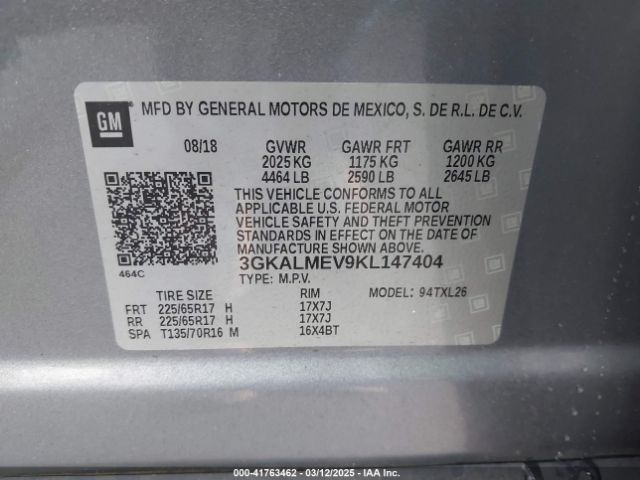 GM MFD BY GENERAL MOTORS DE MEXICO, S. DE R.L. DE C.V.
08/18 GVWR GAWR FRT GAWR RR
2025 KG 1175 KG 1200 KG
4464 LB 2590 LB 2645 LB
THIS VEHICLE CONFORMS TO ALL
APPLICABLE U.S. FEDERAL MOTOR
VEHICLE SAFETY AND THEFT PREVENTION
STANDARDS IN EFFECT ON THE DATE OF
MANUFACTURE SHOWN ABOVE.
464C 3GKALMEV9KL147404
TYPE: M.P.V.
TIRE SIZE RIM MODEL: 94TXL26
FRT 225/65R17 H 17X7J
RR 225/65R17 H 17X7J
SPA T135/70R16 M 16X4BT
000-41763462 - 03/12/2025 - IAAI.COM